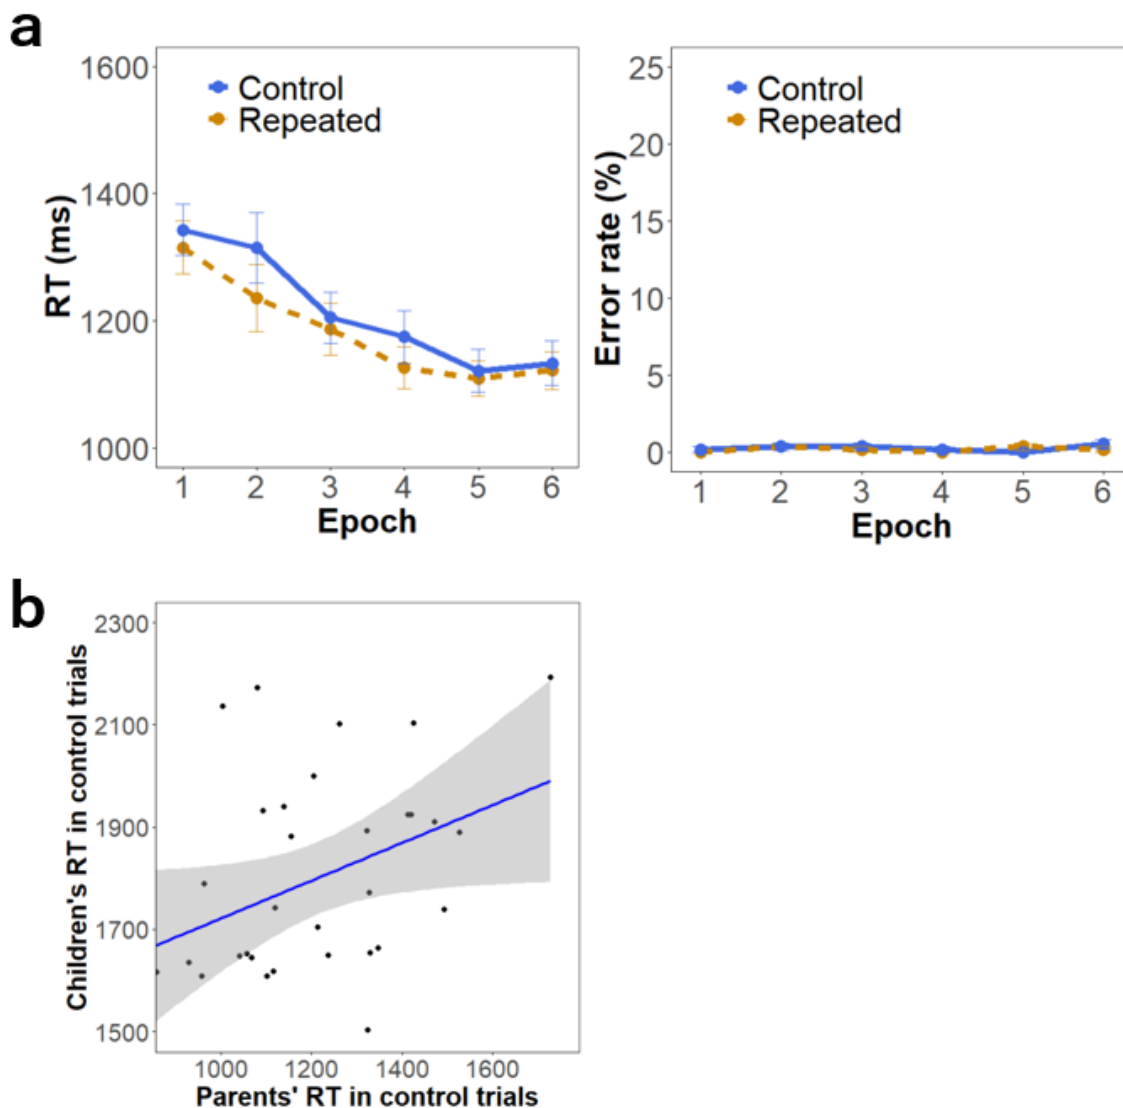 a
1600
1400
1200
1000
RT (ms)
Control
Repeated
1 2 3 4 5 6
Epoch
25
20
15
10
5
0
Error rate (%)
Control
Repeated
1 2 3 4 5 6
Epoch
b
2300
2100
1900
1700
1500
Children's RT in control trials
1000 1200 1400 1600
Parents' RT in control trials